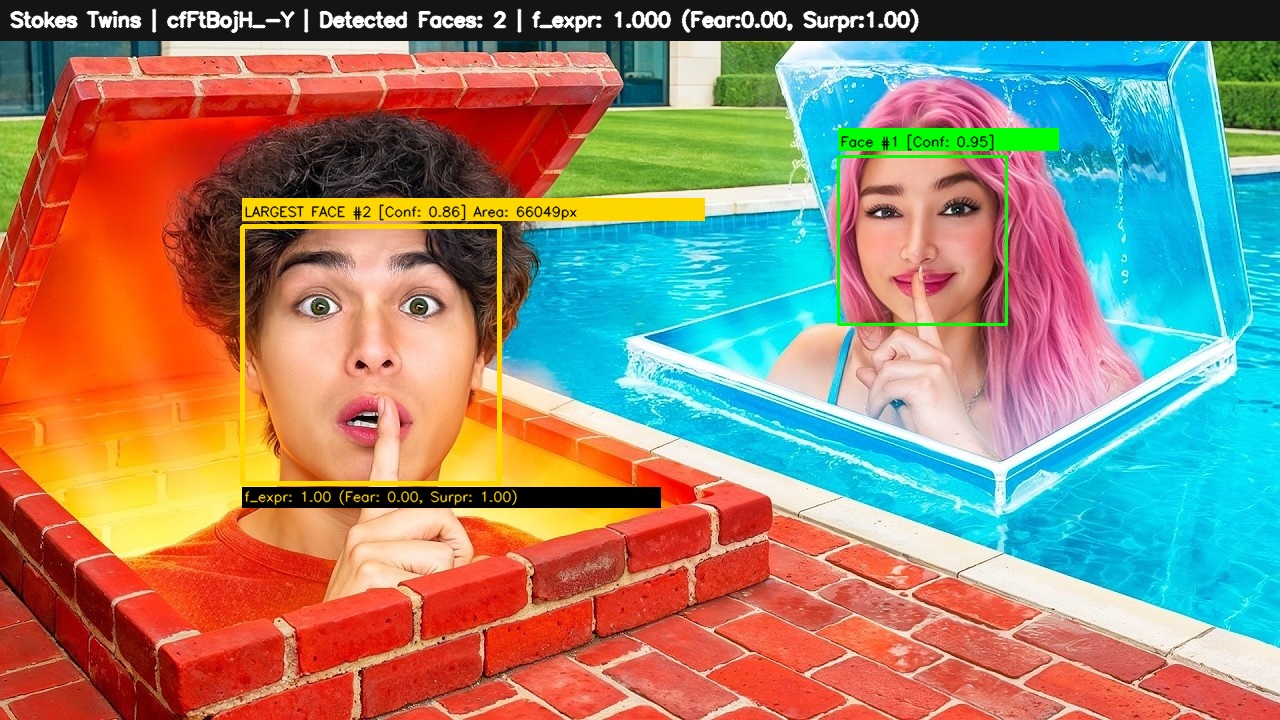 Stokes Twins | cfFtBojH_-Y | Detected Faces: 2 | f_expr: 1.000 (Fear:0.00, Surpr:1.00)
Face #1 [Conf: 0.95]
LARGEST FACE #2 [Conf: 0.86] Area: 66049px
f_expr: 1.00 (Fear: 0.00, Surpr: 1.00)